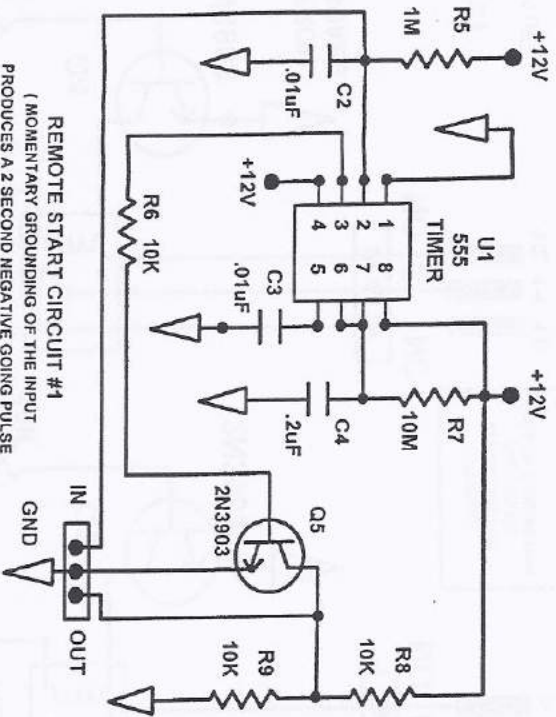 +12V
R5
1M
C2
.01uF
+12V
U1
555
TIMER
1
2
3
4
8
7
6
5
R6 10K
C3
.01uF
+12V
R7
10M
C4
.2uF
Q5
2N3903
R8
10K
R9
10K
IN
GND
OUT
REMOTE START CIRCUIT #1
( MOMENTARY GROUNDING OF THE INPUT
PRODUCES A 2 SECOND NEGATIVE GOING PULSE